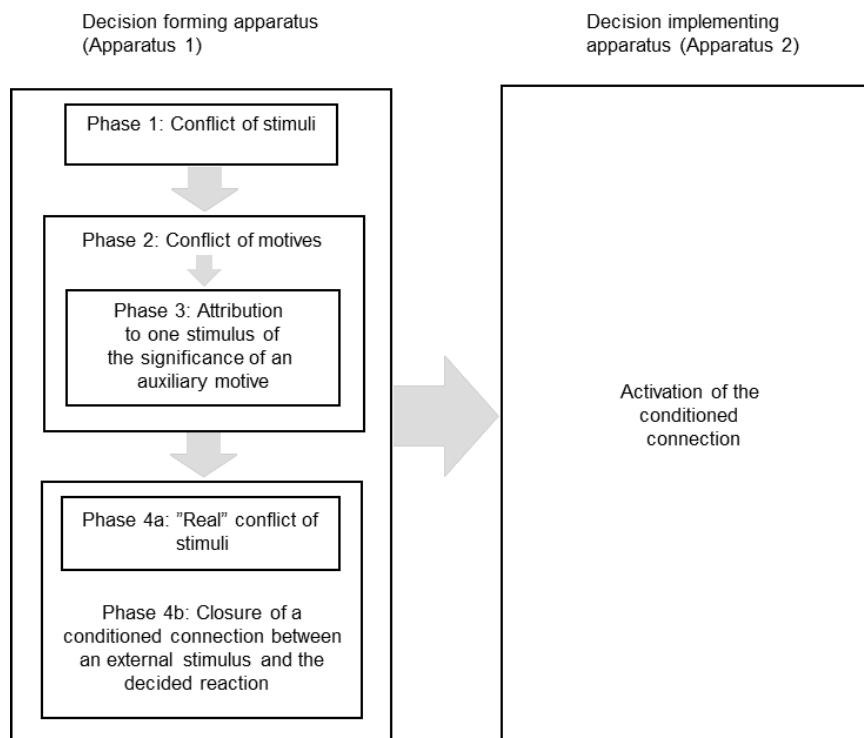 Decision forming apparatus
(Apparatus 1)
Decision implementing
apparatus (Apparatus 2)
Phase 1: Conflict of stimuli
Phase 2: Conflict of motives
Phase 3: Attribution
to one stimulus of
the significance of an
auxiliary motive
Phase 4a: ”Real” conflict of
stimuli
Phase 4b: Closure of a
conditioned connection between
an external stimulus and the
decided reaction
Activation of the
conditioned
connection